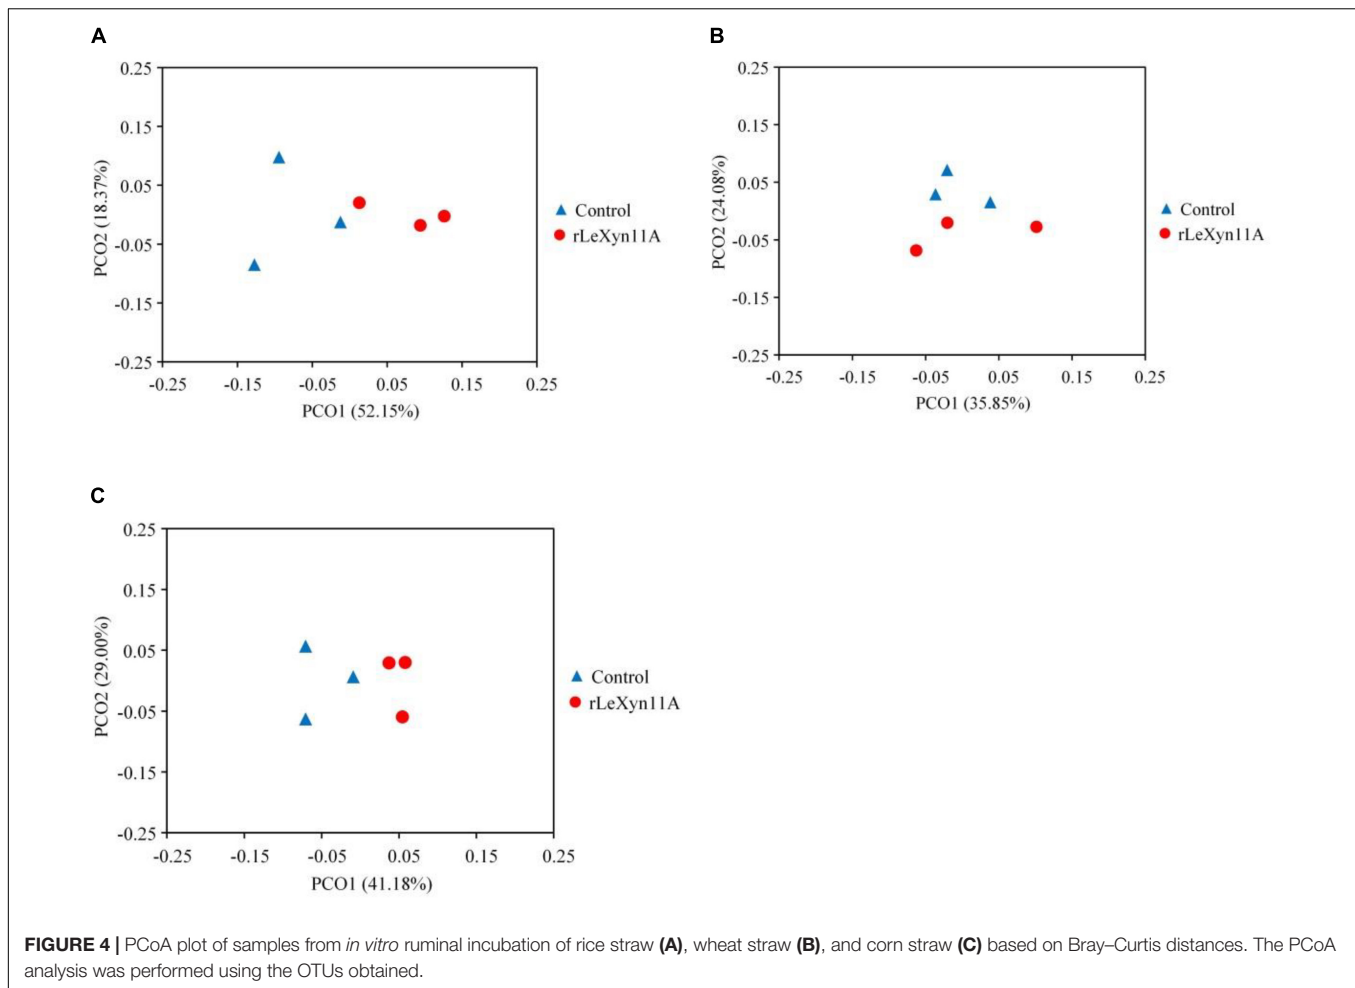 A
0.25
0.15
0.05
-0.05
-0.15
-0.25
PCO2 (18.37%)
-0.25 -0.15 -0.05 0.05 0.15 0.25
PCO1 (52.15%)
Control
rLeXyn11A
B
0.25
0.15
0.05
-0.05
-0.15
-0.25
PCO2 (24.08%)
-0.25 -0.15 -0.05 0.05 0.15 0.25
PCO1 (35.85%)
Control
rLeXyn11A
C
0.25
0.15
0.05
-0.05
-0.15
-0.25
PCO2 (29.00%)
-0.25 -0.15 -0.05 0.05 0.15 0.25
PCO1 (41.18%)
Control
rLeXyn11A
FIGURE 4 | PCoA plot of samples from in vitro ruminal incubation of rice straw (A), wheat straw (B), and corn straw (C) based on Bray–Curtis distances. The PCoA
analysis was performed using the OTUs obtained.